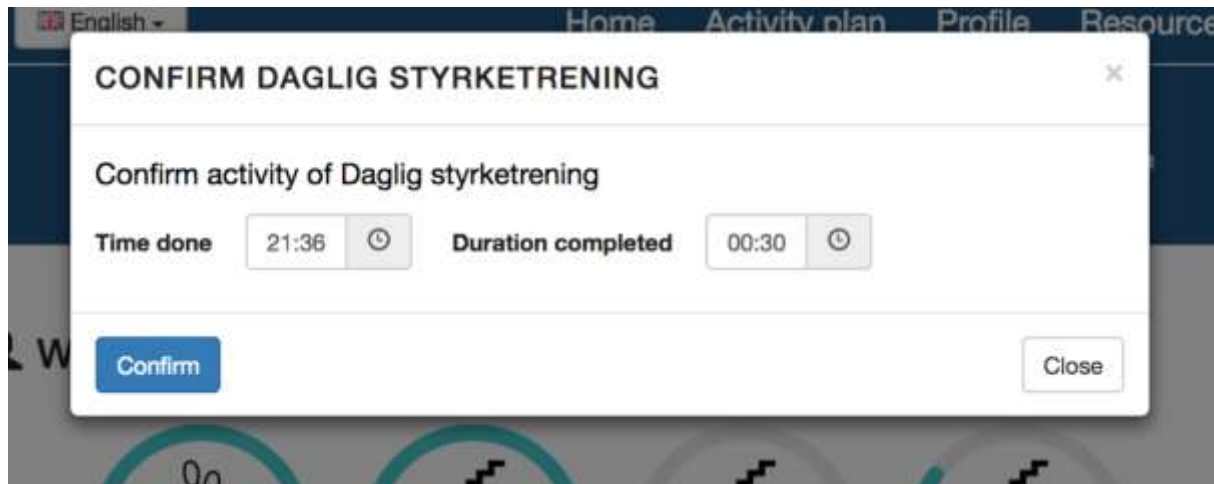 English
Home Activity plan Profile Resource
CONFIRM DAGLIG STYRKETRENING ×
Confirm activity of Daglig styrketrening
Time done 21:36 Duration completed 00:30
W
Confirm Close